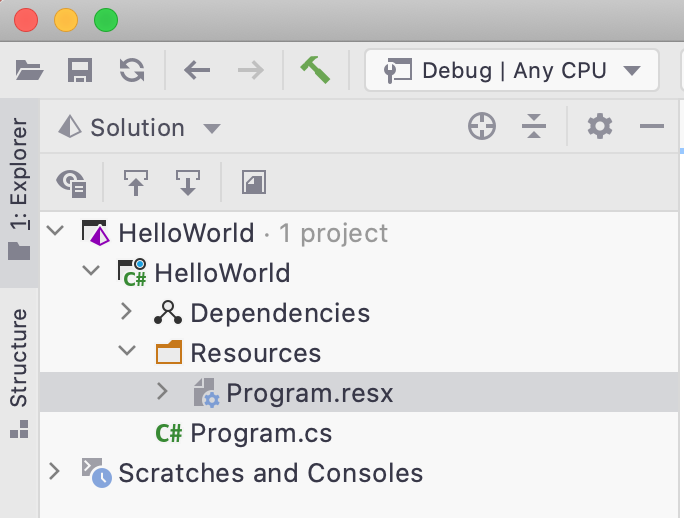 Debug | Any CPU
1: Explorer
Solution
HelloWorld · 1 project
C# HelloWorld
Dependencies
Structure
Resources
Program.resx
C# Program.cs
Scratches and Consoles